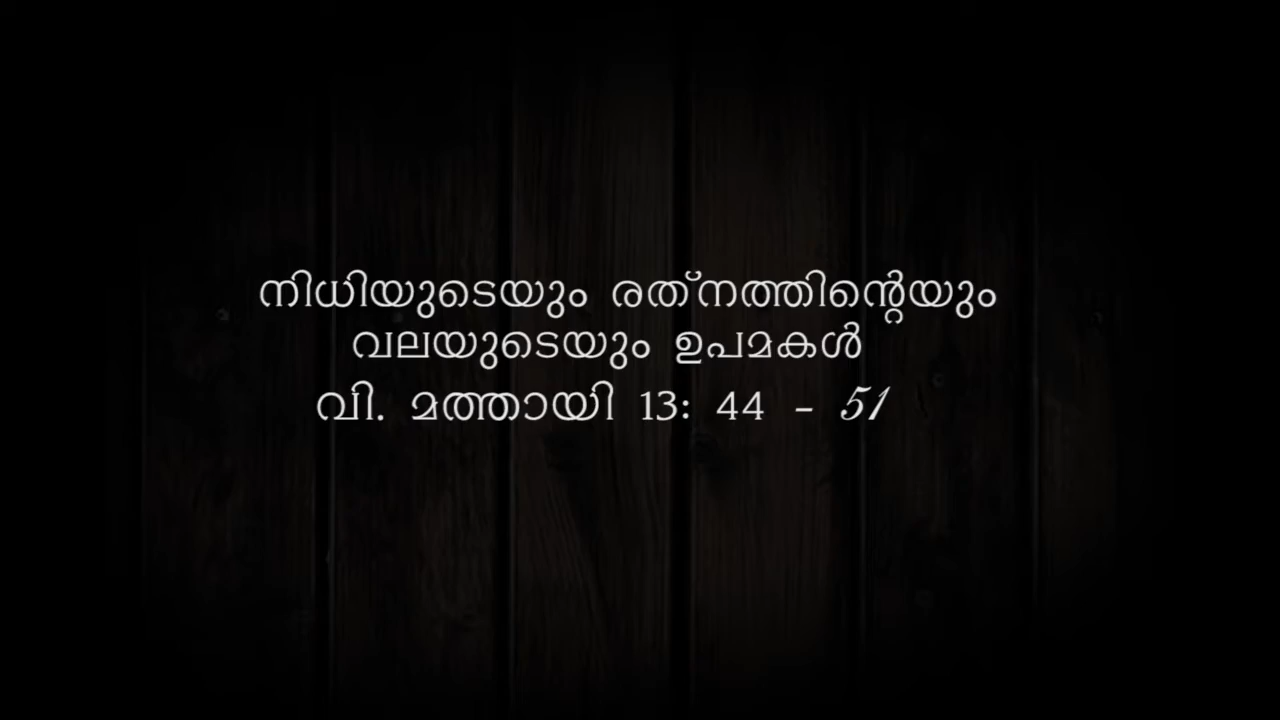 നിധിയുടെയും രത്നത്തിന്റെയും
വലയുടെയും ഉപമകൾ
വി. മത്തായി 13: 44 - 51